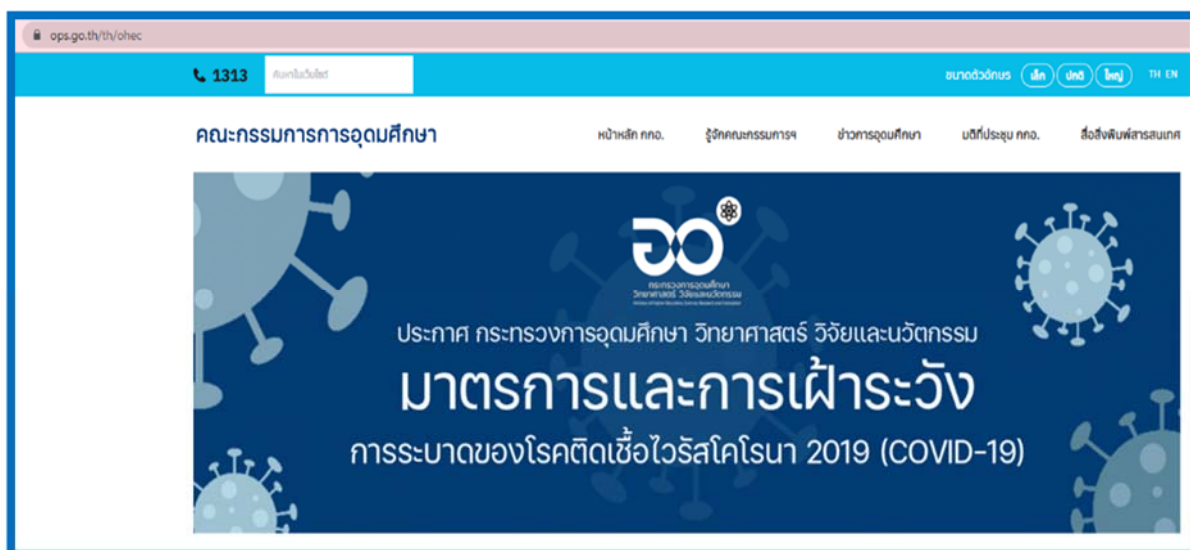 ops.go.th/th/ohec
1313 ค้นหาในเว็บไซต์ ขนาดตัวอักษร เล็ก ปกติ ใหญ่ TH EN
คณะกรรมการการอุดมศึกษา หน้าหลัก กกอ. รู้จักคณะกรรมการฯ ข่าวการอุดมศึกษา มติที่ประชุม กกอ. สื่อสิ่งพิมพ์สารสนเทศ
อว
กระทรวงการอุดมศึกษา
วิทยาศาสตร์ วิจัยและนวัตกรรม
ประกาศ กระทรวงการอุดมศึกษา วิทยาศาสตร์ วิจัยและนวัตกรรม
มาตรการและการเฝ้าระวัง
การระบาดของโรคติดเชื้อไวรัสโคโรนา 2019 (COVID-19)